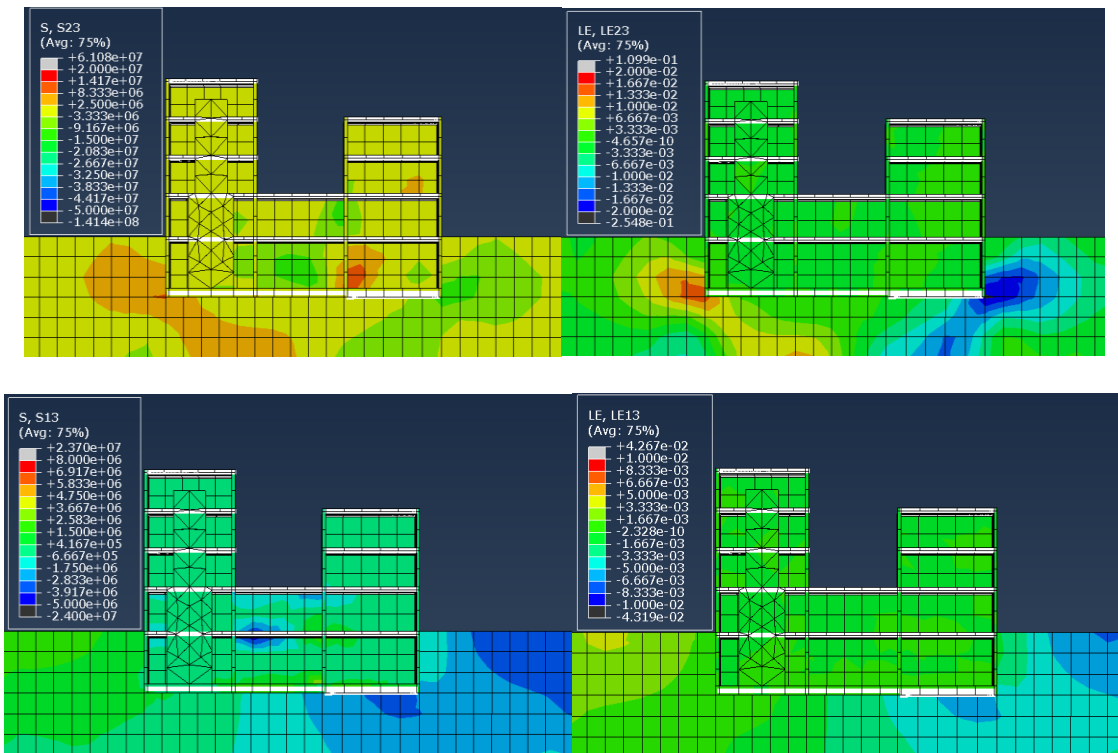 S, S23
(Avg: 75%)
+6.108e+07
+2.000e+07
+1.417e+07
+8.333e+06
+2.500e+06
-3.333e+06
-9.167e+06
-1.500e+07
-2.083e+07
-2.667e+07
-3.250e+07
-3.833e+07
-4.417e+07
-5.000e+07
-1.414e+08
LE, LE23
(Avg: 75%)
+1.099e-01
+2.000e-02
+1.667e-02
+1.333e-02
+1.000e-02
+6.667e-03
+3.333e-03
-4.657e-10
-3.333e-03
-6.667e-03
-1.000e-02
-1.333e-02
-1.667e-02
-2.000e-02
-2.548e-01
S, S13
(Avg: 75%)
+2.370e+07
+8.000e+06
+6.917e+06
+5.833e+06
+4.750e+06
+3.667e+06
+2.583e+06
+1.500e+06
+4.167e+05
-6.667e+05
-1.750e+06
-2.833e+06
-3.917e+06
-5.000e+06
-2.400e+07
LE, LE13
(Avg: 75%)
+4.267e-02
+1.000e-02
+8.333e-03
+6.667e-03
+5.000e-03
+3.333e-03
+1.667e-03
-2.328e-10
-1.667e-03
-3.333e-03
-5.000e-03
-6.667e-03
-8.333e-03
-1.000e-02
-4.319e-02